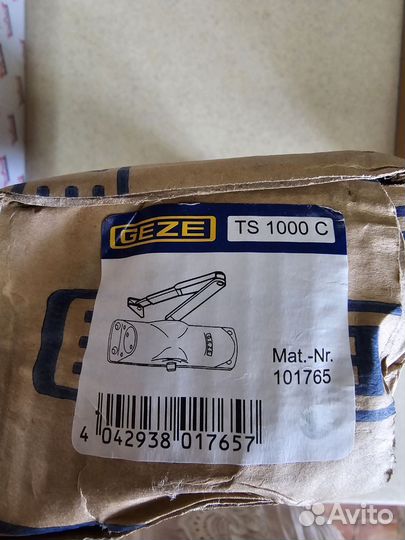 GEZE
TS 1000 C
Mat.-Nr.
101765
4 042938 017657
Avito